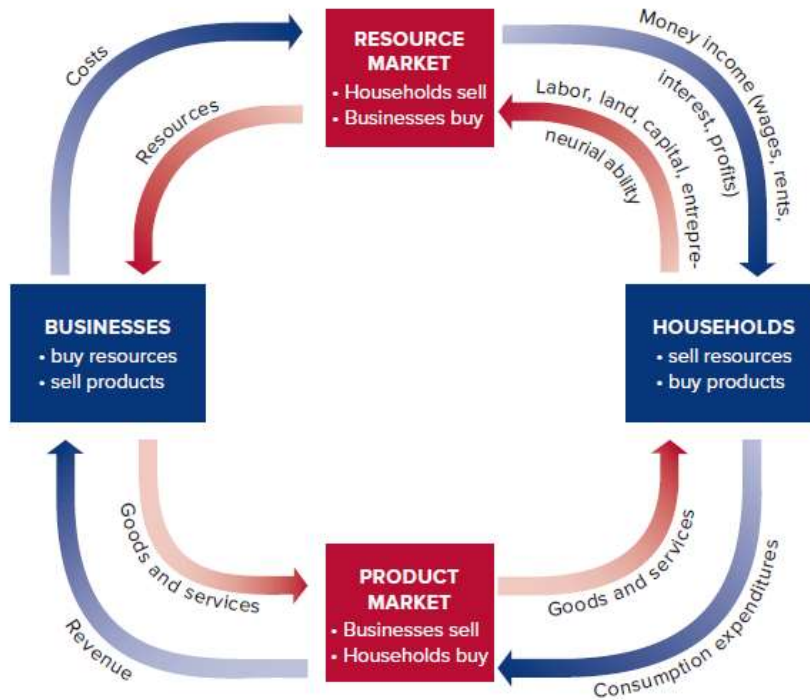 Costs
RESOURCE
MARKET
• Households sell
• Businesses buy
Money income (wages, rents,
interest, profits)
Resources
Labor, land, capital, entrepre-
neurial ability
BUSINESSES
• buy resources
• sell products
HOUSEHOLDS
• sell resources
• buy products
Goods and services
Revenue
PRODUCT
MARKET
• Businesses sell
• Households buy
Goods and services
Consumption expenditures